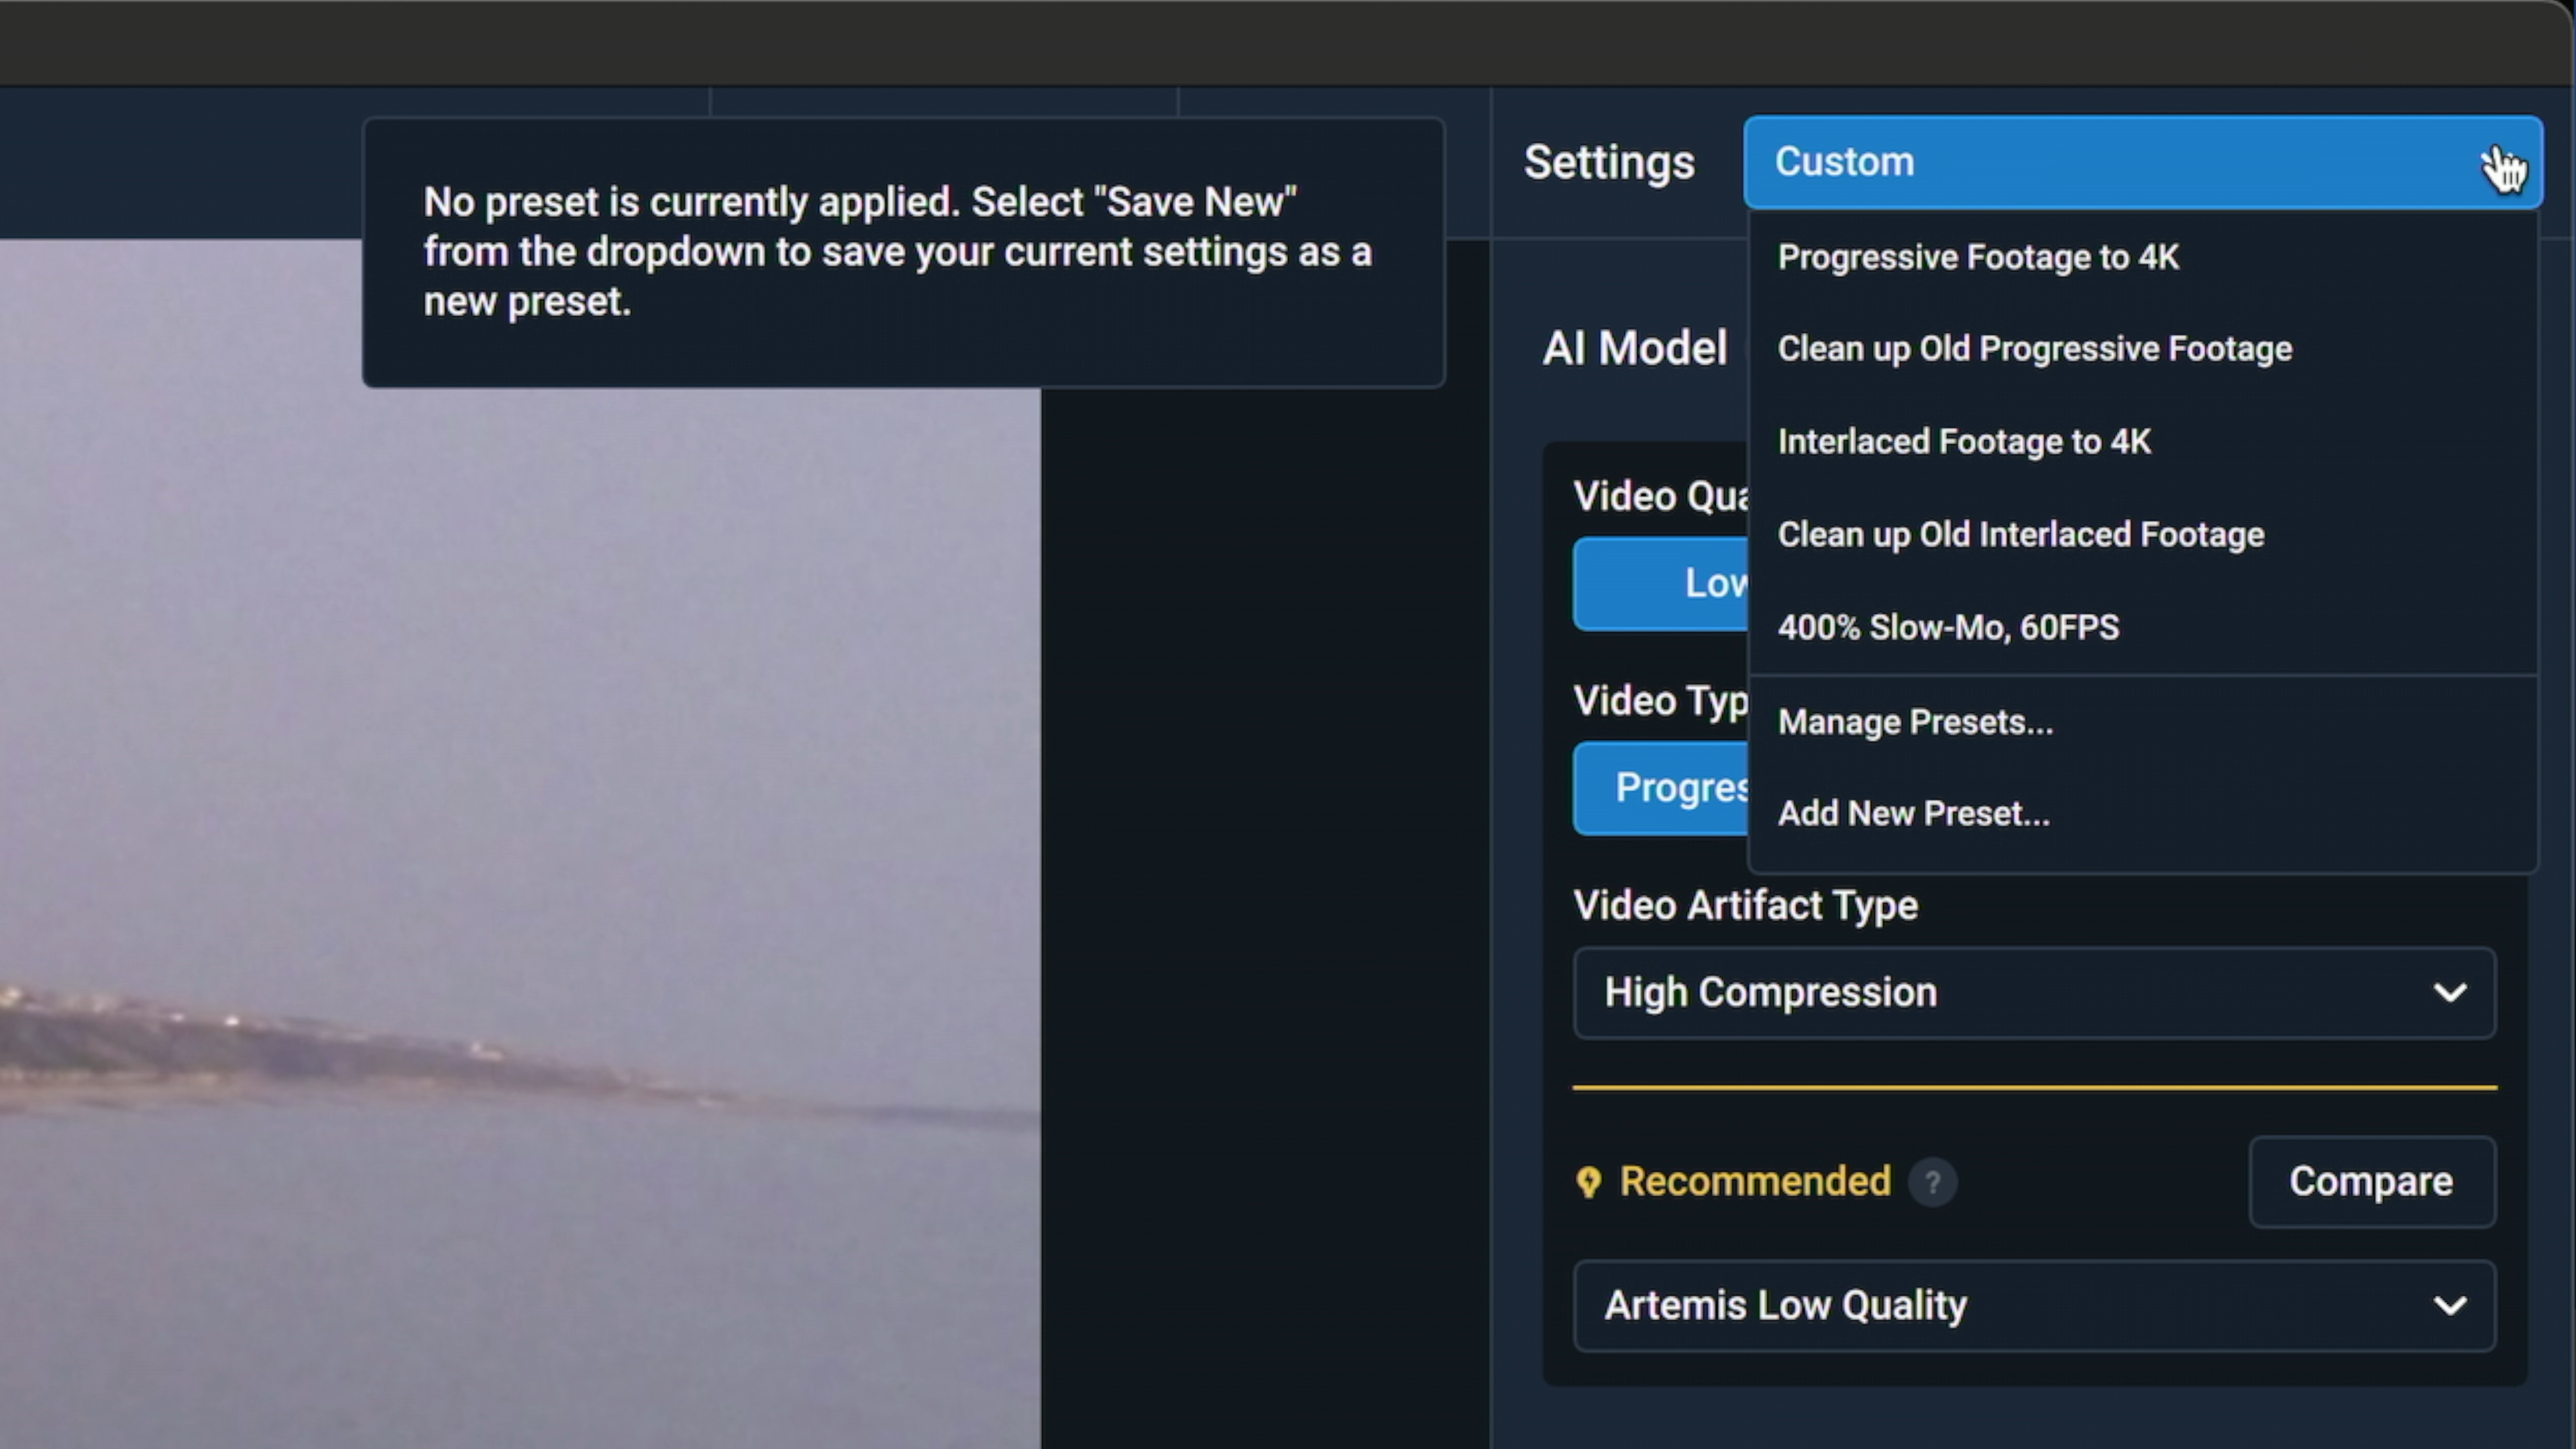 No preset is currently applied. Select "Save New"
from the dropdown to save your current settings as a
new preset.
Settings
Custom
Progressive Footage to 4K
Clean up Old Progressive Footage
Interlaced Footage to 4K
Clean up Old Interlaced Footage
400% Slow-Mo, 60FPS
Manage Presets...
Add New Preset...
AI Model
Video Qua
Low
Video Typ
Progres
Video Artifact Type
High Compression
Recommended ?
Compare
Artemis Low Quality